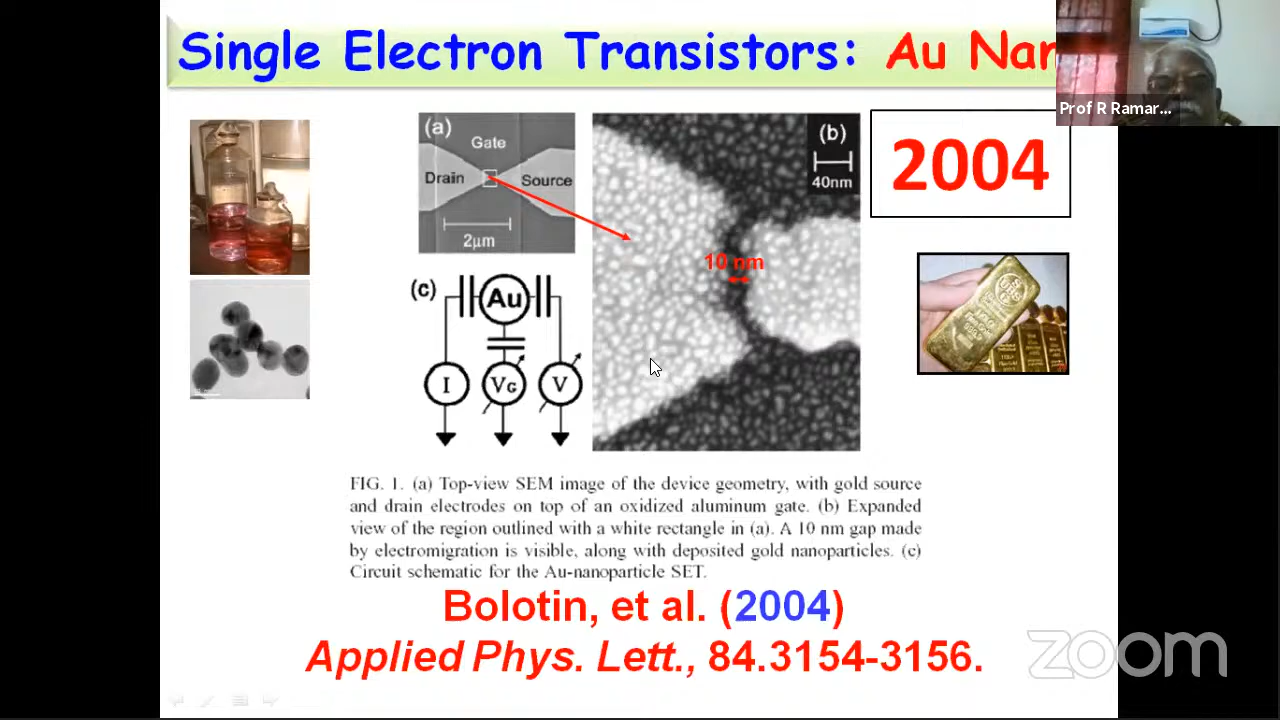 Single Electron Transistors: Au Nan
Prof R Ramar...
(a)
Gate
Drain
Source
2μm
(b)
40nm
10 nm
2004
(c)
Au
I
VG
V
UBS
FIG. 1. (a) Top-view SEM image of the device geometry, with gold source
and drain electrodes on top of an oxidized aluminum gate. (b) Expanded
view of the region outlined with a white rectangle in (a). A 10 nm gap made
by electromigration is visible, along with deposited gold nanoparticles. (c)
Circuit schematic for the Au-nanoparticle SET.
Bolotin, et al. (2004)
Applied Phys. Lett., 84.3154-3156.
zoom